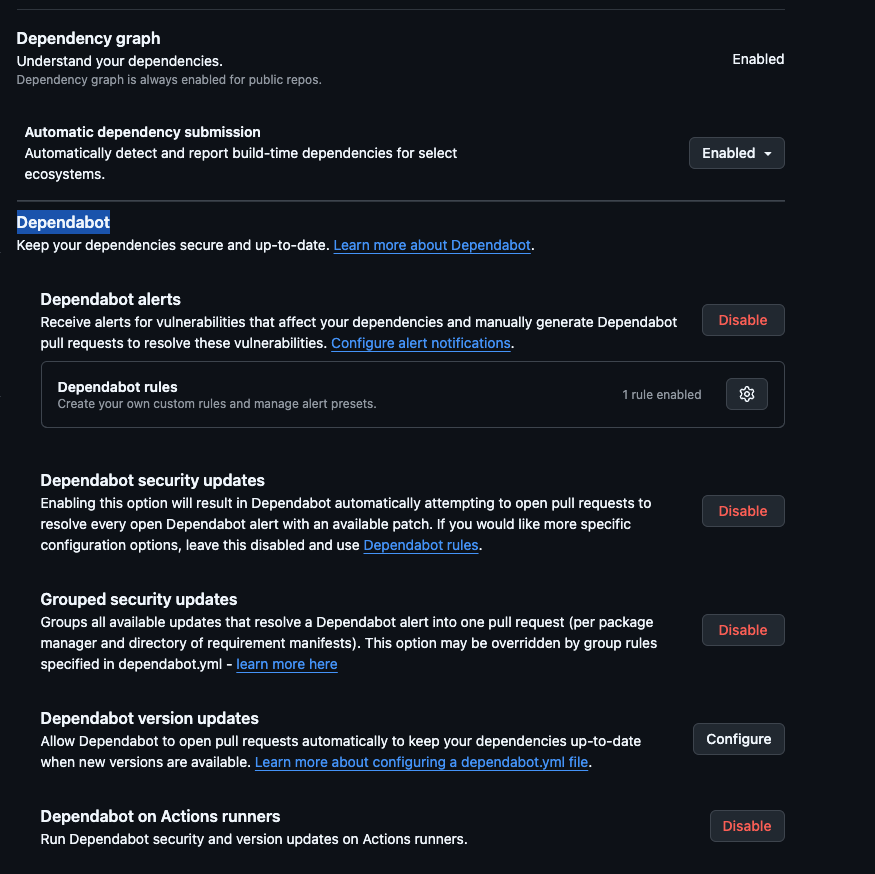 Dependency graph
Understand your dependencies.
Enabled
Dependency graph is always enabled for public repos.
Automatic dependency submission
Automatically detect and report build-time dependencies for select
ecosystems.
Enabled
Dependabot
Keep your dependencies secure and up-to-date. Learn more about Dependabot.
Dependabot alerts
Receive alerts for vulnerabilities that affect your dependencies and manually generate Dependabot
pull requests to resolve these vulnerabilities. Configure alert notifications.
Disable
Dependabot rules
Create your own custom rules and manage alert presets.
1 rule enabled
Dependabot security updates
Enabling this option will result in Dependabot automatically attempting to open pull requests to
resolve every open Dependabot alert with an available patch. If you would like more specific
configuration options, leave this disabled and use Dependabot rules.
Disable
Grouped security updates
Groups all available updates that resolve a Dependabot alert into one pull request (per package
manager and directory of requirement manifests). This option may be overridden by group rules
specified in dependabot.yml - learn more here
Disable
Dependabot version updates
Allow Dependabot to open pull requests automatically to keep your dependencies up-to-date
when new versions are available. Learn more about configuring a dependabot.yml file.
Configure
Dependabot on Actions runners
Run Dependabot security and version updates on Actions runners.
Disable